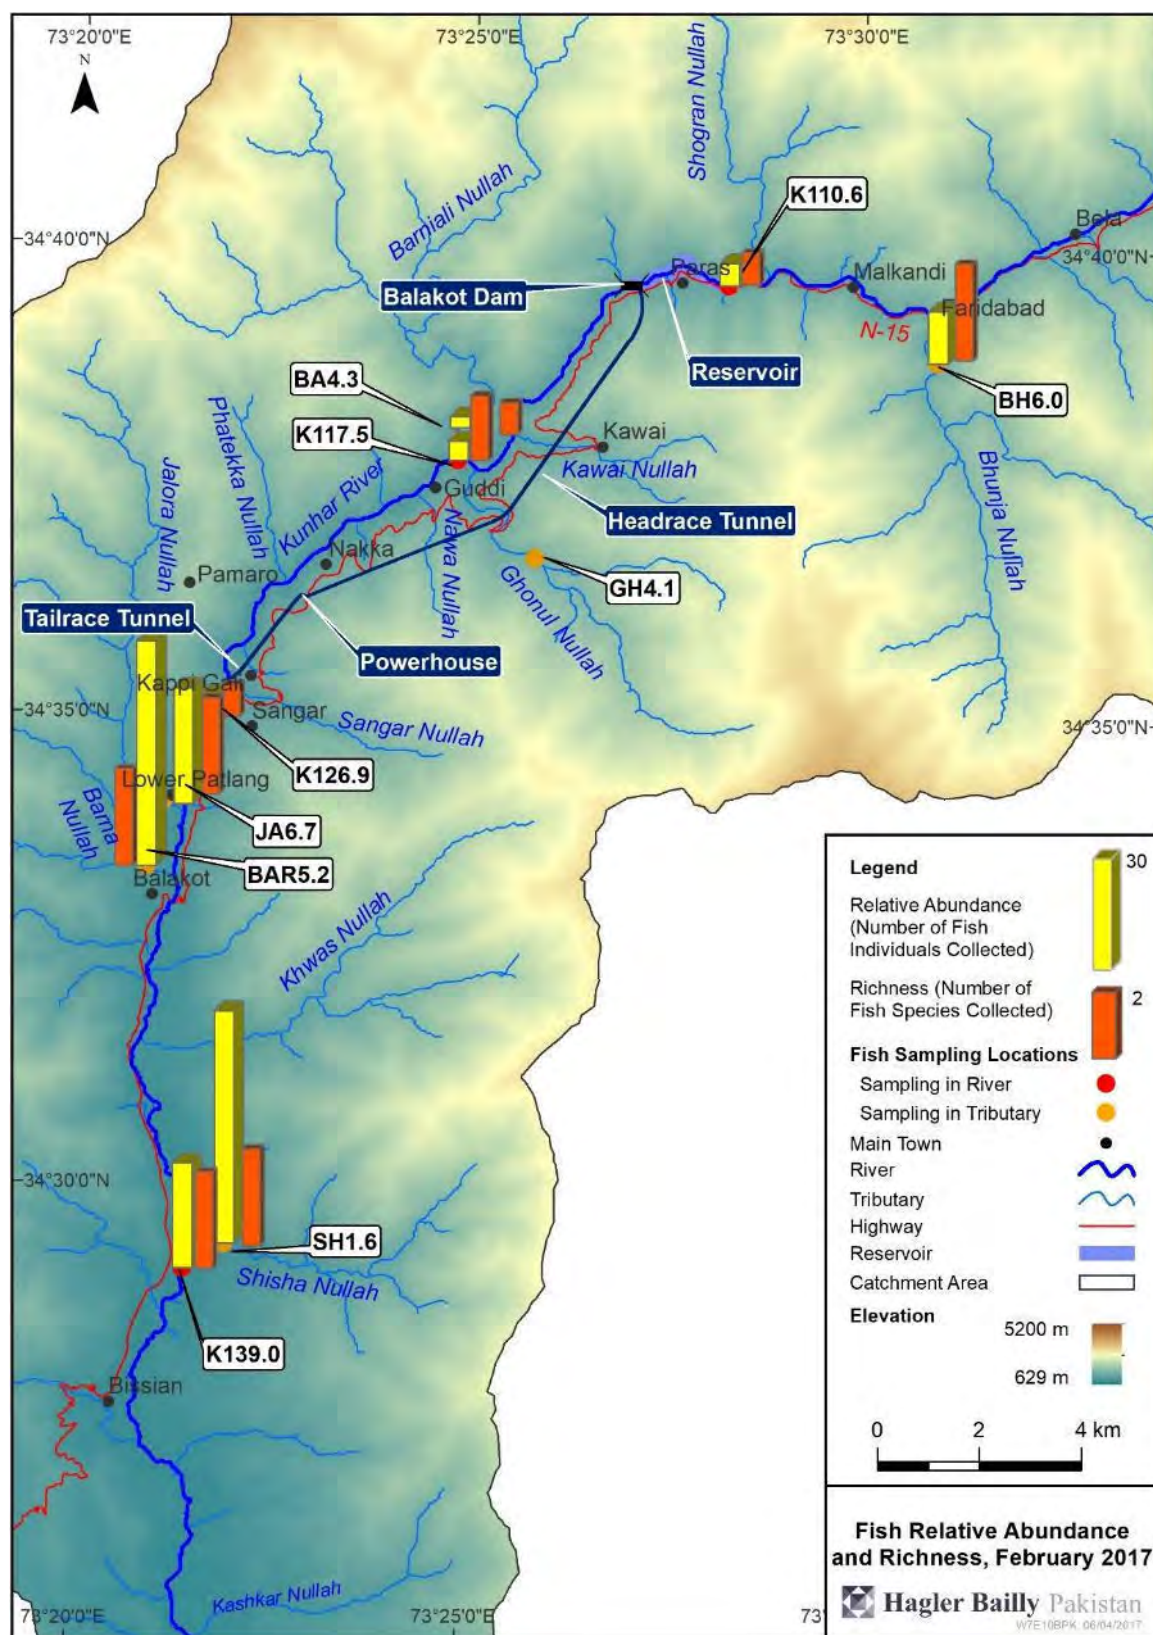 73°20'0"E
73°25'0"E
73°30'0"E
N
Shogran Nullah
Barniali Nullah
K110.6
Bela
34°40'0"N
34°40'0"N
Paras
Malkandi
Balakot Dam
Faridabad
N-15
Reservoir
BA4.3
BH6.0
K117.5
Kawai
Phatekka Nullah
Kawai Nullah
Jalora Nullah
Kunhar River
Guddi
Bhunja Nullah
Headrace Tunnel
Nawa Nullah
Nakka
Pamaro
GH4.1
Ghonul Nullah
Tailrace Tunnel
Powerhouse
Kappi Gali
34°35'0"N
Sangar
34°35'0"N
Sangar Nullah
K126.9
Lower Patlang
Barna
Nullah
JA6.7
BAR5.2
Balakot
Khwas Nullah
34°30'0"N
SH1.6
Shisha Nullah
K139.0
Bissian
Kashkar Nullah
73°20'0"E
73°25'0"E
Legend
30
Relative Abundance
(Number of Fish
Individuals Collected)
Richness (Number of
Fish Species Collected)
2
Fish Sampling Locations
Sampling in River
Sampling in Tributary
Main Town
River
Tributary
Highway
Reservoir
Catchment Area
Elevation
5200 m
629 m
0 2 4 km
Fish Relative Abundance
and Richness, February 2017
Hagler Bailly Pakistan
W7E10BPK: 06/04/2017